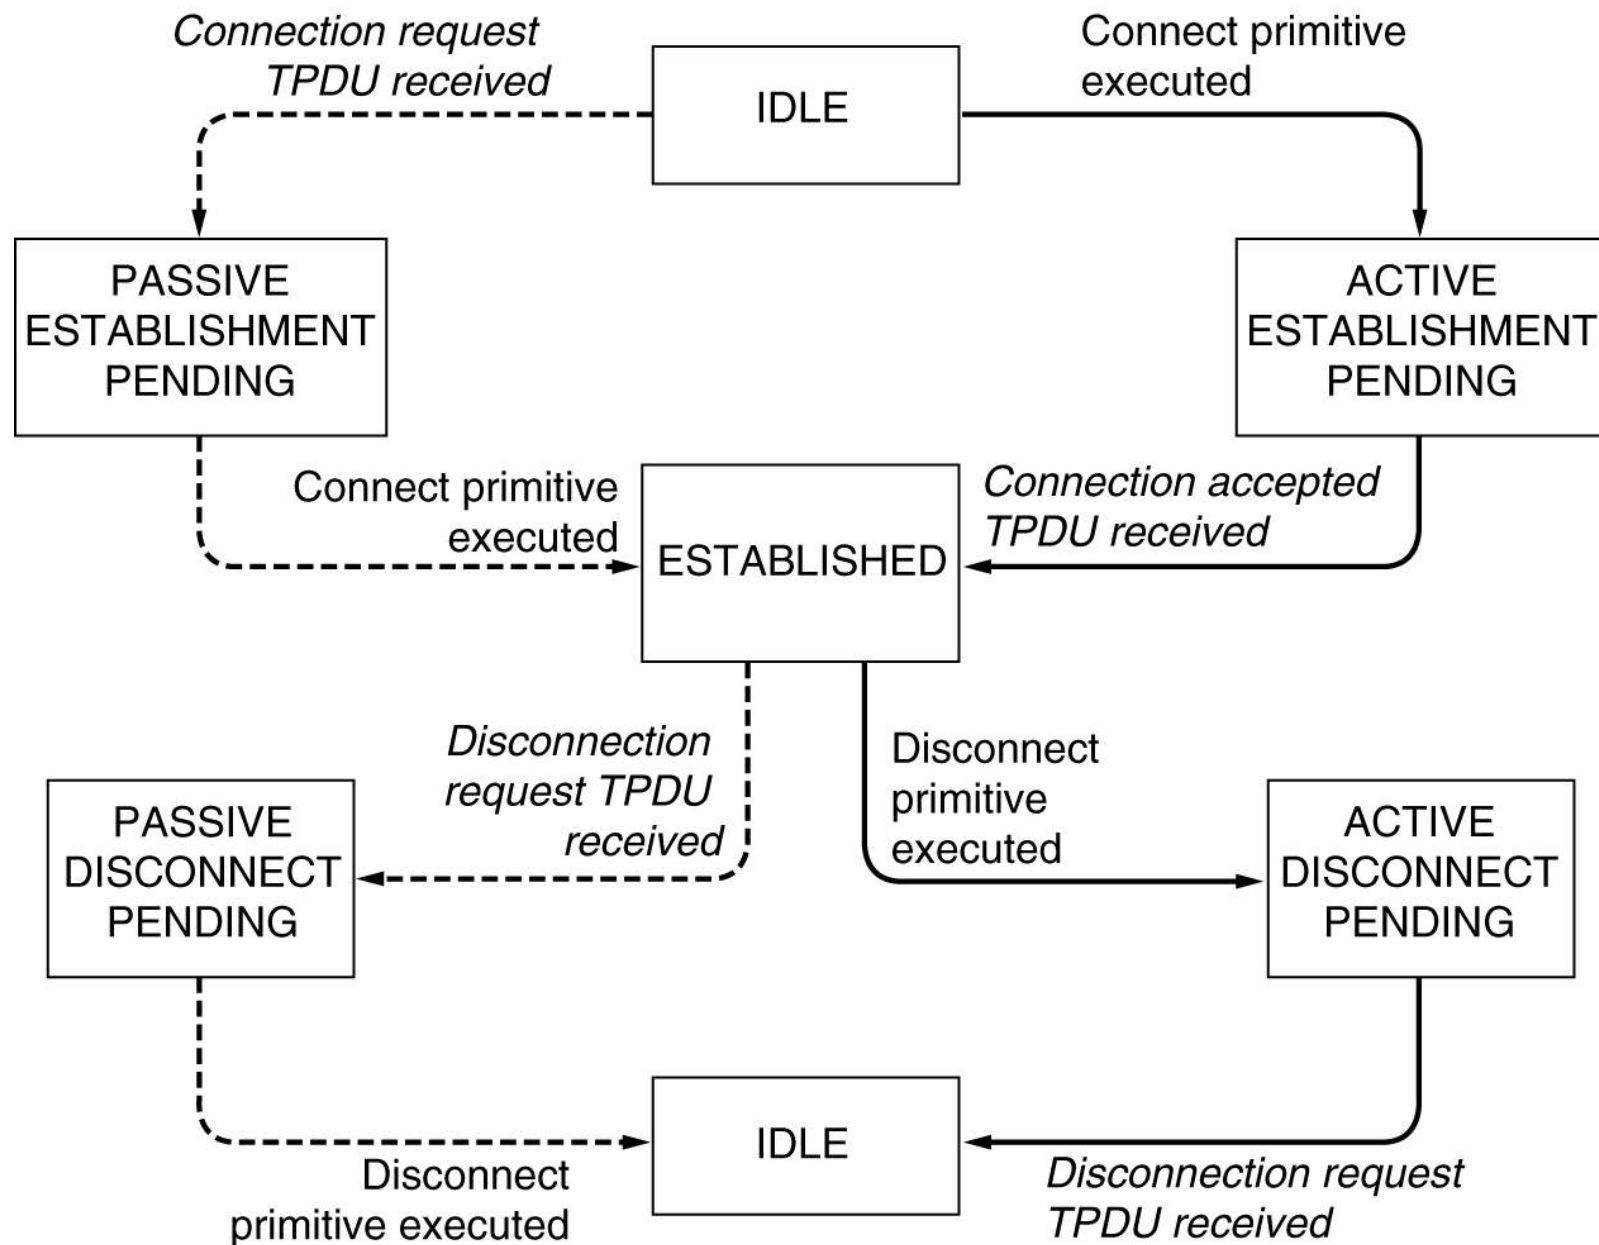 Connection request
TPDU received
IDLE
Connect primitive
executed
PASSIVE
ESTABLISHMENT
PENDING
ACTIVE
ESTABLISHMENT
PENDING
Connect primitive
executed
ESTABLISHED
Connection accepted
TPDU received
Disconnection
request TPDU
received
Disconnect
primitive
executed
PASSIVE
DISCONNECT
PENDING
ACTIVE
DISCONNECT
PENDING
IDLE
Disconnect
primitive executed
Disconnection request
TPDU received